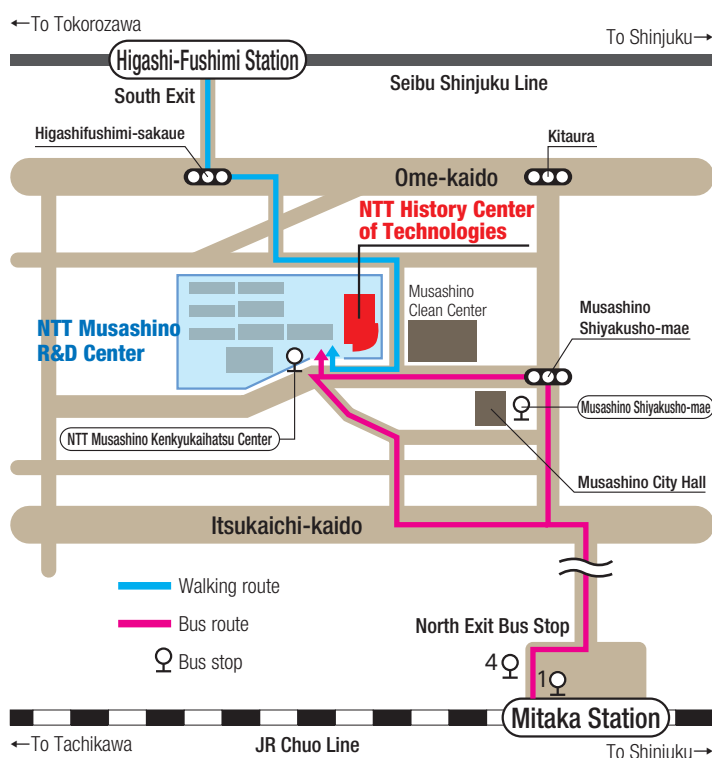 ←To Tokorozawa
To Shinjuku→
Higashi-Fushimi Station
South Exit
Seibu Shinjuku Line
Higashifushimi-sakaue
Kitaura
Ome-kaido
NTT History Center
of Technologies
Musashino
Clean Center
Musashino
Shiyakusho-mae
NTT Musashino
R&D Center
Musashino Shiyakusho-mae
NTT Musashino Kenkyukaihatsu Center
Musashino City Hall
Itsukaichi-kaido
Walking route
Bus route
Bus stop
North Exit Bus Stop
4
1
Mitaka Station
←To Tachikawa
JR Chuo Line
To Shinjuku→